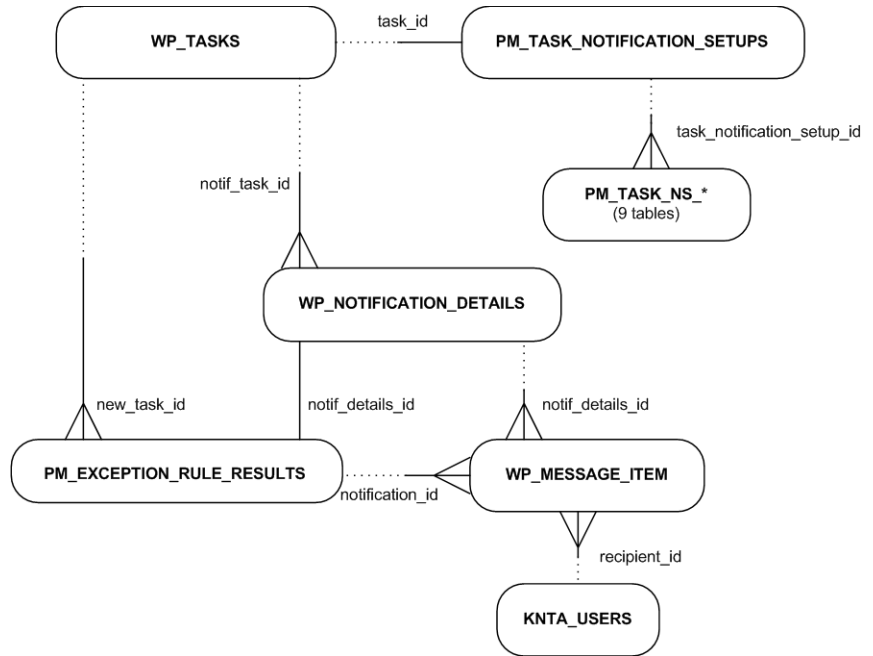 task_id
WP_TASKS
PM_TASK_NOTIFICATION_SETUPS
task_notification_setup_id
notif_task_id
PM_TASK_NS_*
(9 tables)
WP_NOTIFICATION_DETAILS
new_task_id
notif_details_id
notif_details_id
PM_EXCEPTION_RULE_RESULTS
WP_MESSAGE_ITEM
notification_id
recipient_id
KNTA_USERS